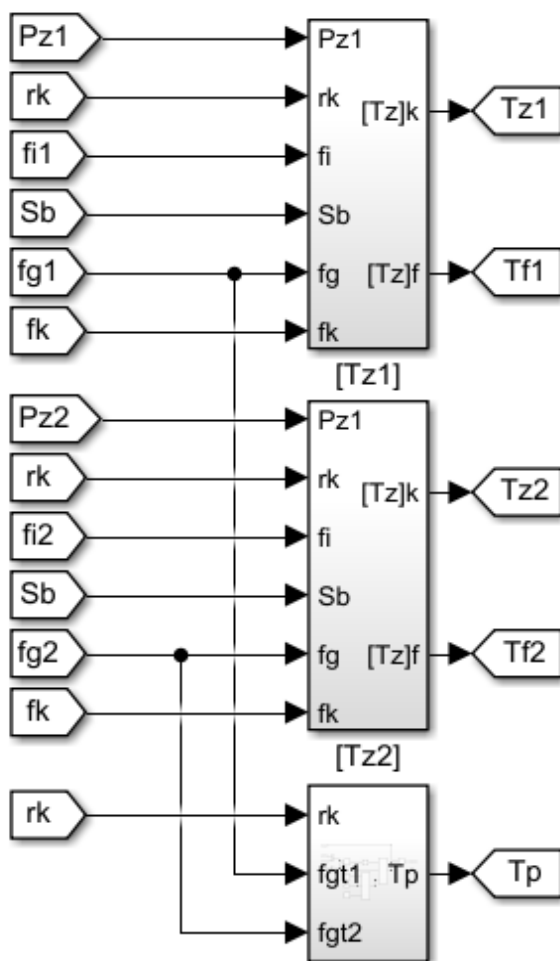 Pz1 Pz1
rk rk [Tz]k Tz1
fi1 fi
Sb Sb
fg1 fg [Tz]f Tf1
fk fk
[Tz1]
Pz2 Pz1
rk rk [Tz]k Tz2
fi2 fi
Sb Sb
fg2 fg [Tz]f Tf2
fk fk
[Tz2]
rk rk
fgt1 Tp Tp
fgt2